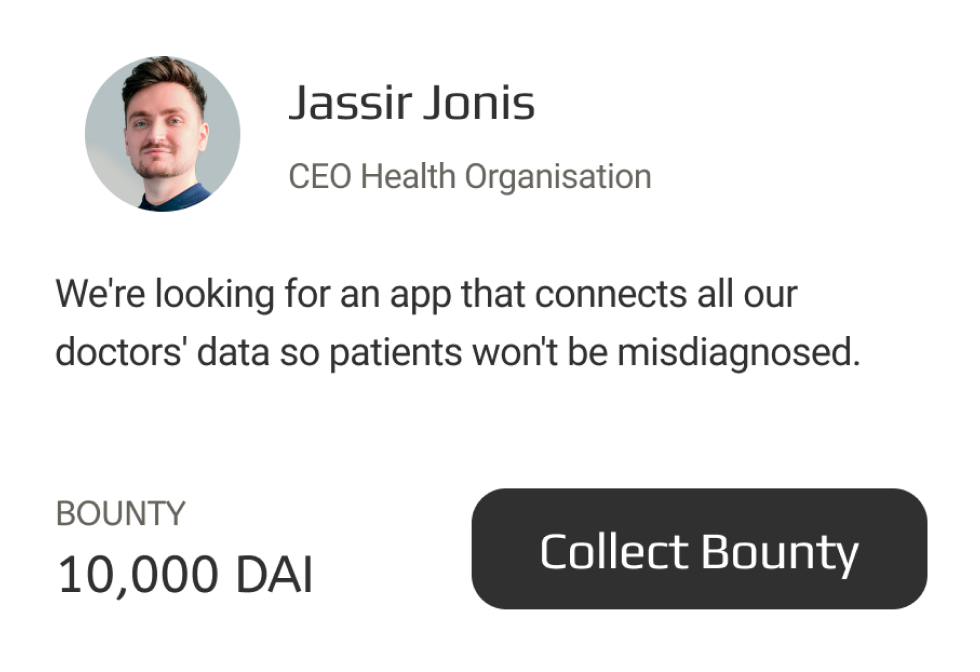 Jassir Jonis
CEO Health Organisation
We're looking for an app that connects all our
doctors' data so patients won't be misdiagnosed.
BOUNTY
10,000 DAI
Collect Bounty